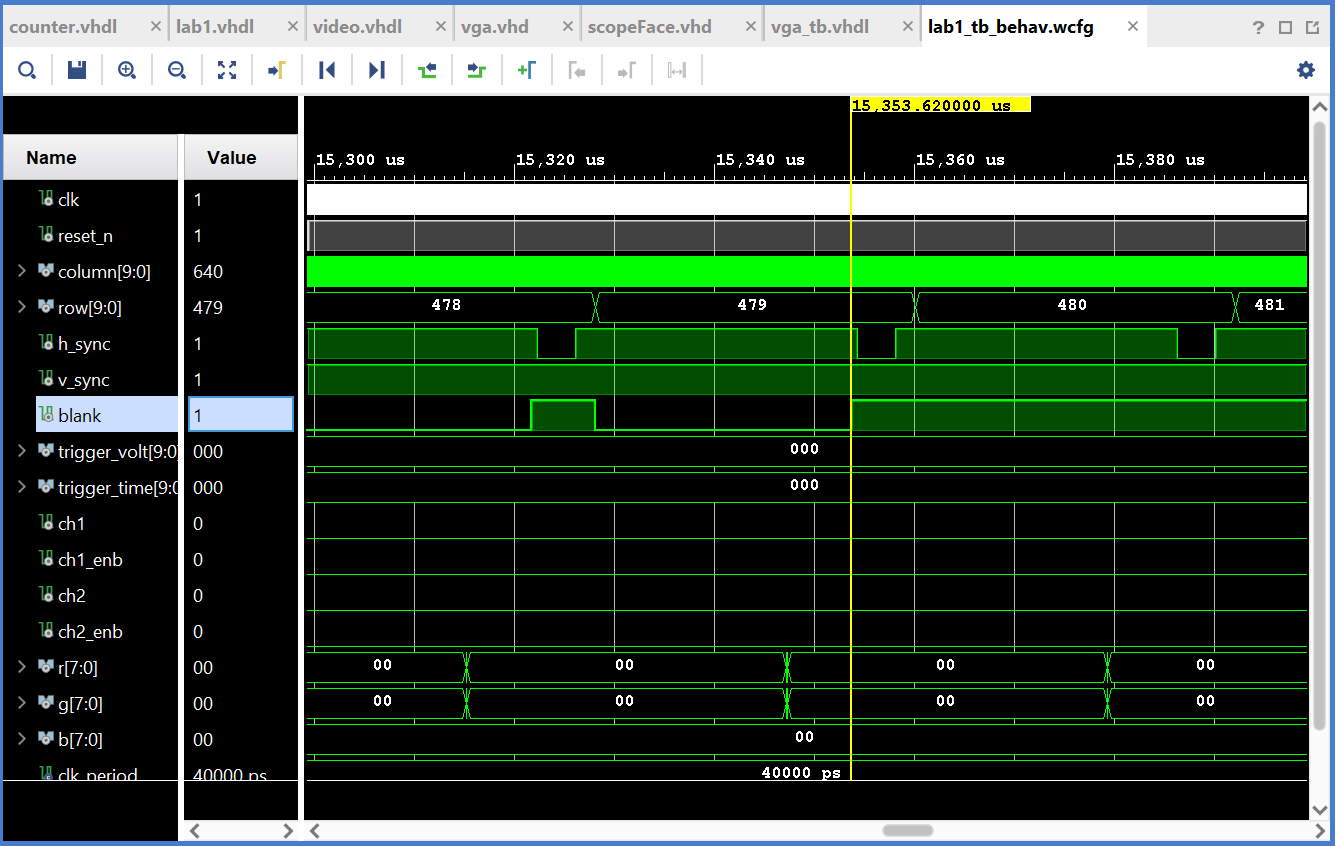 counter.vhdl × lab1.vhdl × video.vhdl × vga.vhd × scopeFace.vhd × vga_tb.vhdl × lab1_tb_behav.wcfg × ?
15,353.620000 us
Name Value 15,300 us 15,320 us 15,340 us 15,360 us 15,380 us
clk 1
reset_n 1
column[9:0] 640
row[9:0] 479 478 479 480 481
h_sync 1
v_sync 1
blank 1
trigger_volt[9:0] 000 000
trigger_time[9:0 000 000
ch1 0
ch1_enb 0
ch2 0
ch2_enb 0
r[7:0] 00 00 00 00 00
g[7:0] 00 00 00 00 00
b[7:0] 00 00
clk_period 40000 ps 40000 ps